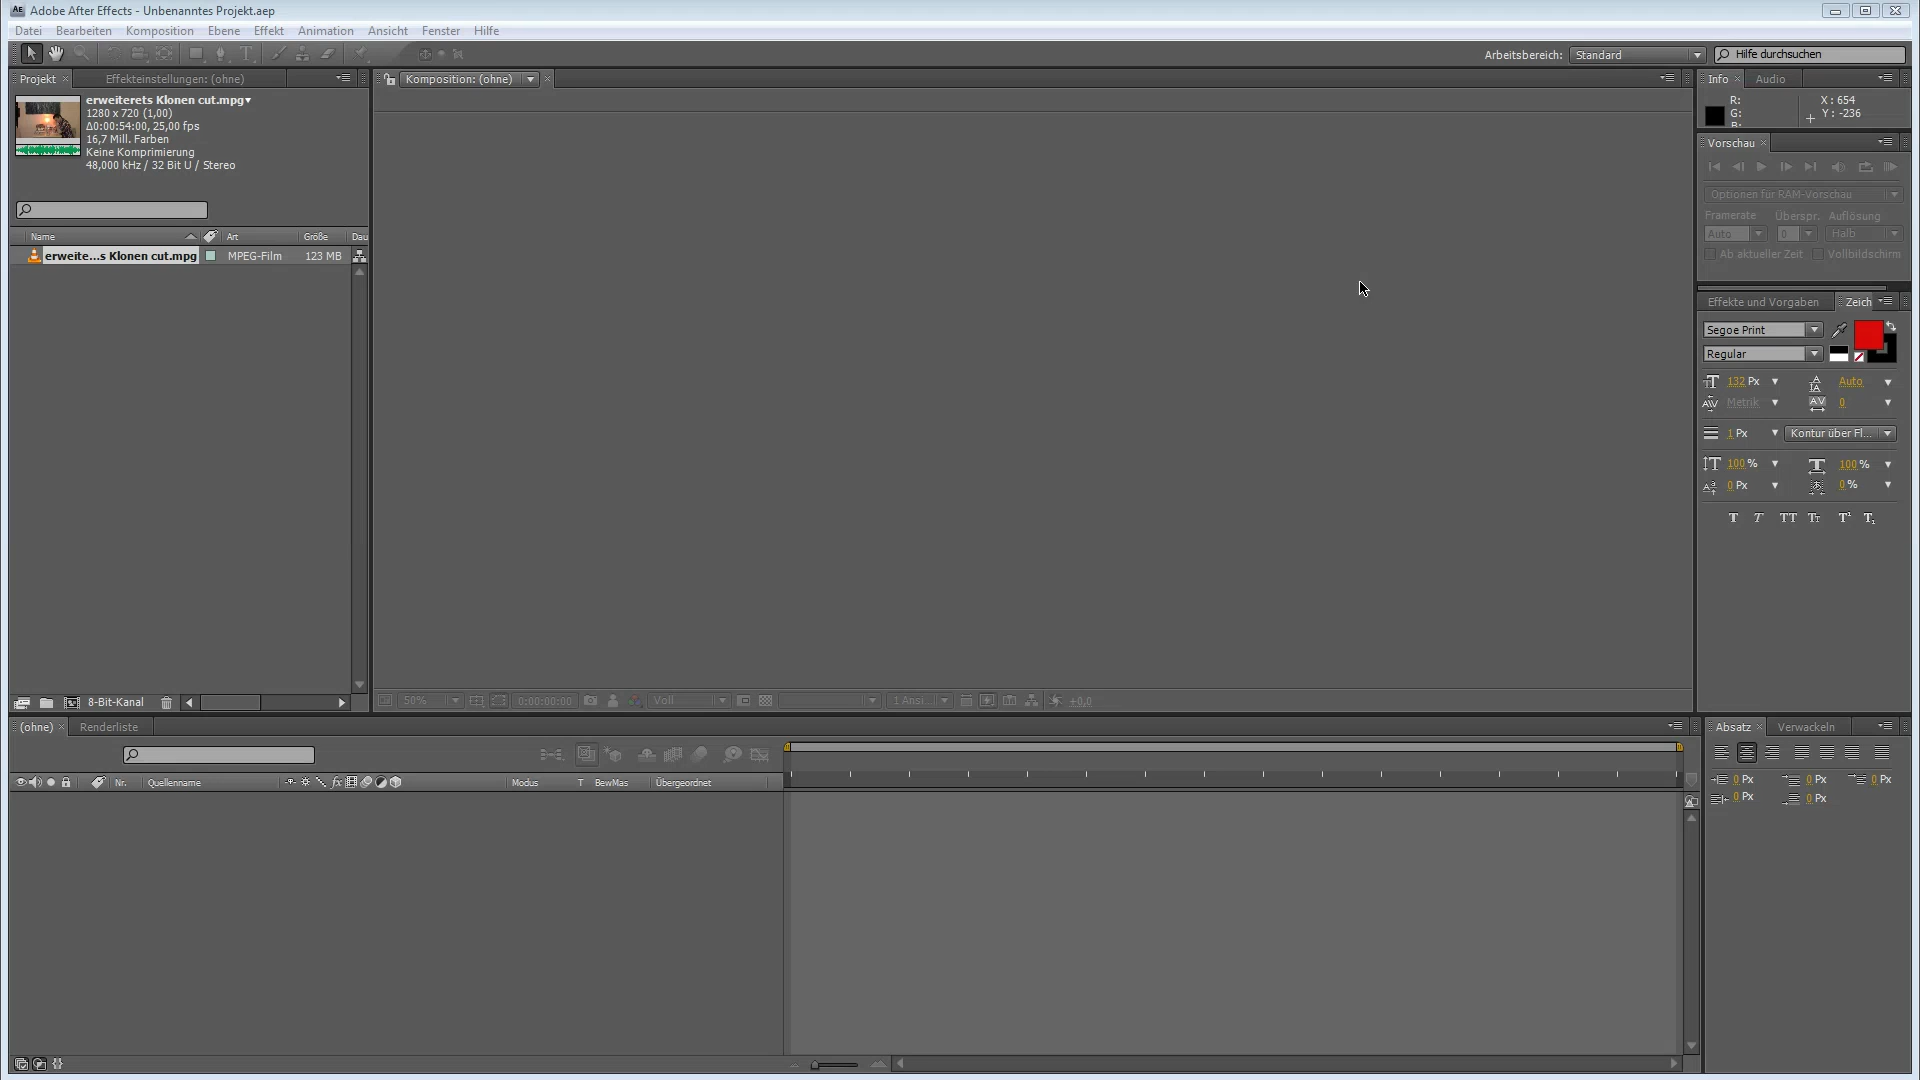 Adobe After Effects - Unbenanntes Projekt.aep
Datei Bearbeiten Komposition Ebene Effekt Animation Ansicht Fenster Hilfe
Arbeitsbereich: Standard Hilfe durchsuchen
Projekt Effekteinstellungen: (ohne)
Komposition: (ohne)
Info Audio
erweiterets Klonen cut.mpg
1280 x 720 (1,00)
Δ0:00:54:00, 25,00 fps
16,7 Mill. Farben
Keine Komprimierung
48,000 kHz / 32 Bit U / Stereo
R: X : 654
G: Y : -236
B:
Vorschau
Optionen für RAM-Vorschau
Framerate Überspr. Auflösung
Auto 0 Halb
Ab aktueller Zeit Vollbildschirm
Name Art Größe Dau
erweite...s Klonen cut.mpg MPEG-Film 123 MB
Effekte und Vorgaben Zeich
Segoe Print
Regular
132 Px Auto
Metrik 0
1 Px Kontur über Fl...
100 % 100 %
0 Px 0 %
T T TT Tt T¹ T₁
8-Bit-Kanal
50% 0:00:00:00 Voll 1 Ansi... +0,0
(ohne) Renderliste
Absatz Verwackeln
Nr. Quellenname Modus T BewMas Übergeordnet
0 Px 0 Px 0 Px
0 Px 0 Px